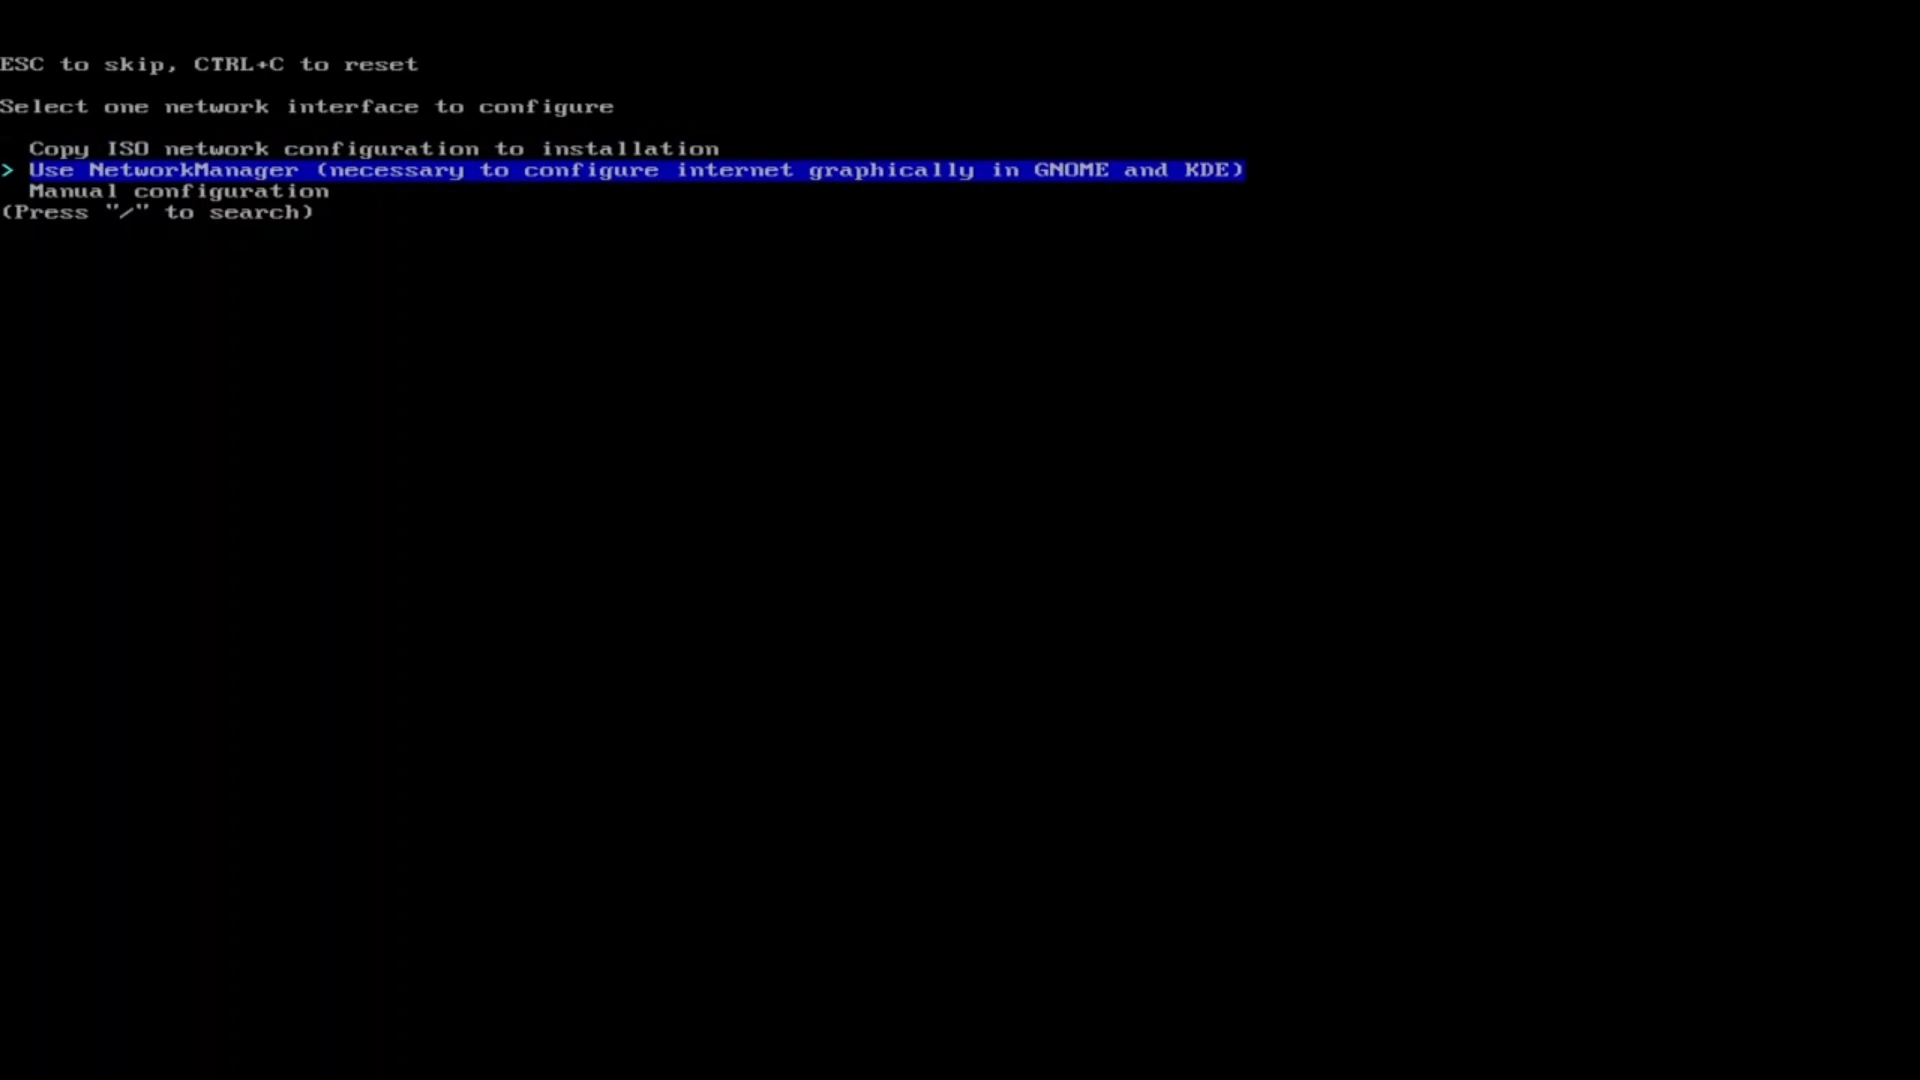 ESC to skip, CTRL+C to reset
Select one network interface to configure
Copy ISO network configuration to installation
> Use NetworkManager (necessary to configure internet graphically in GNOME and KDE)
Manual configuration
(Press "/" to search)